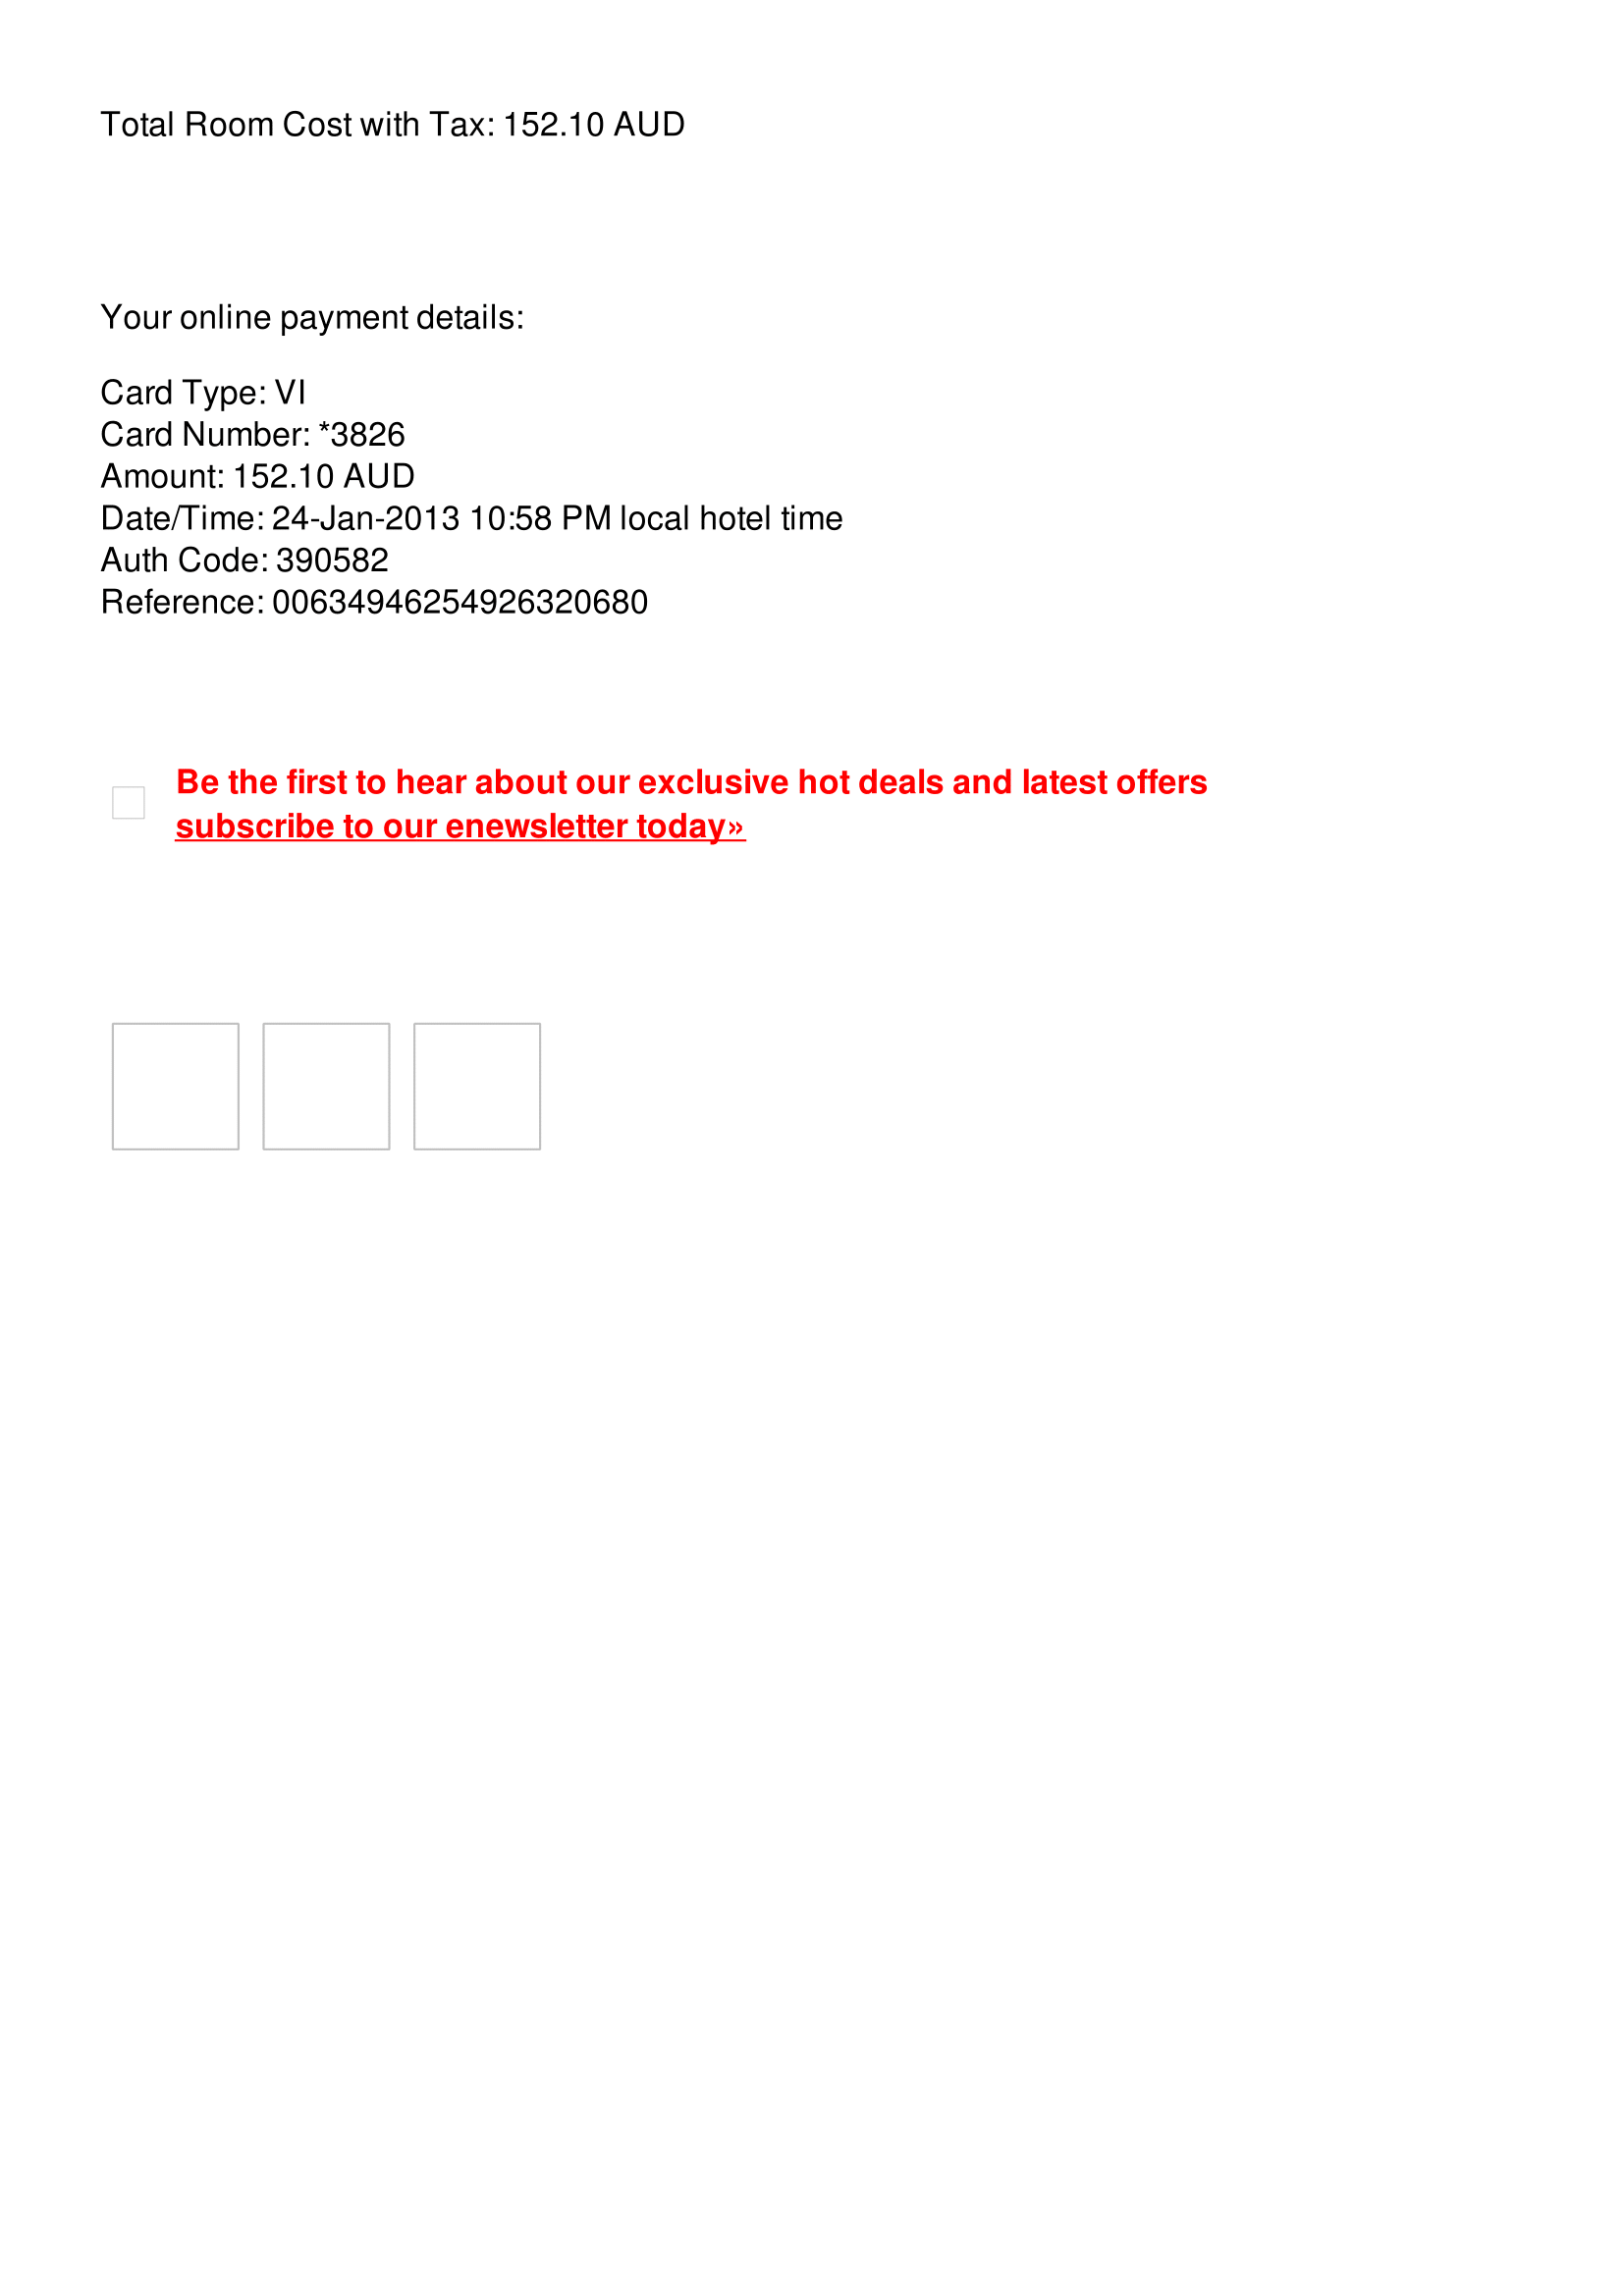 Total Room Cost with Tax: 152.10 AUD
Your online payment details:
Card Type: VI
Card Number: *3826
Amount: 152.10 AUD
Date/Time: 24-Jan-2013 10:58 PM local hotel time
Auth Code: 390582
Reference: 00634946254926320680
Be the first to hear about our exclusive hot deals and latest offers
subscribe to our enewsletter today»